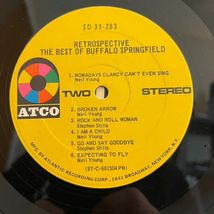 SD 33-283
RETROSPECTIVE
THE BEST OF BUFFALO SPRINGFIELD
1. NOWADAYS CLANCY CAN'T EVEN SING
Neil Young
TWO
STEREO
2. BROKEN ARROW
Neil Young
3. ROCK AND ROLL WOMAN
Stephen Stills
4. I AM A CHILD
Neil Young
5. GO AND SAY GOODBYE
Stephen Stills
6. EXPECTING TO FLY
Neil Young
(ST-C-681504 PR)
ATCO
MFG BY ATLANTIC RECORDING CORP., 1841 BROADWAY, NEW YORK, N.Y.